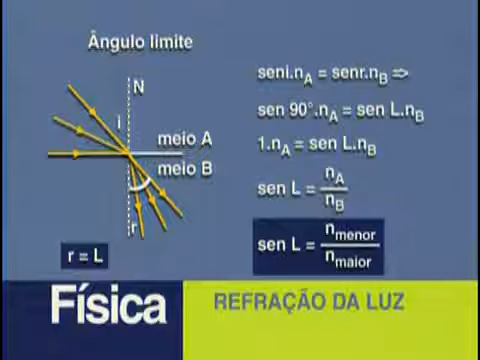 Ângulo limite
N
i
meio A
meio B
r
r = L
seni.nA = senr.nB =>
sen 90°.nA = sen L.nB
1.nA = sen L.nB
sen L = nA / nB
sen L = nmenor / nmaior
Física
REFRAÇÃO DA LUZ